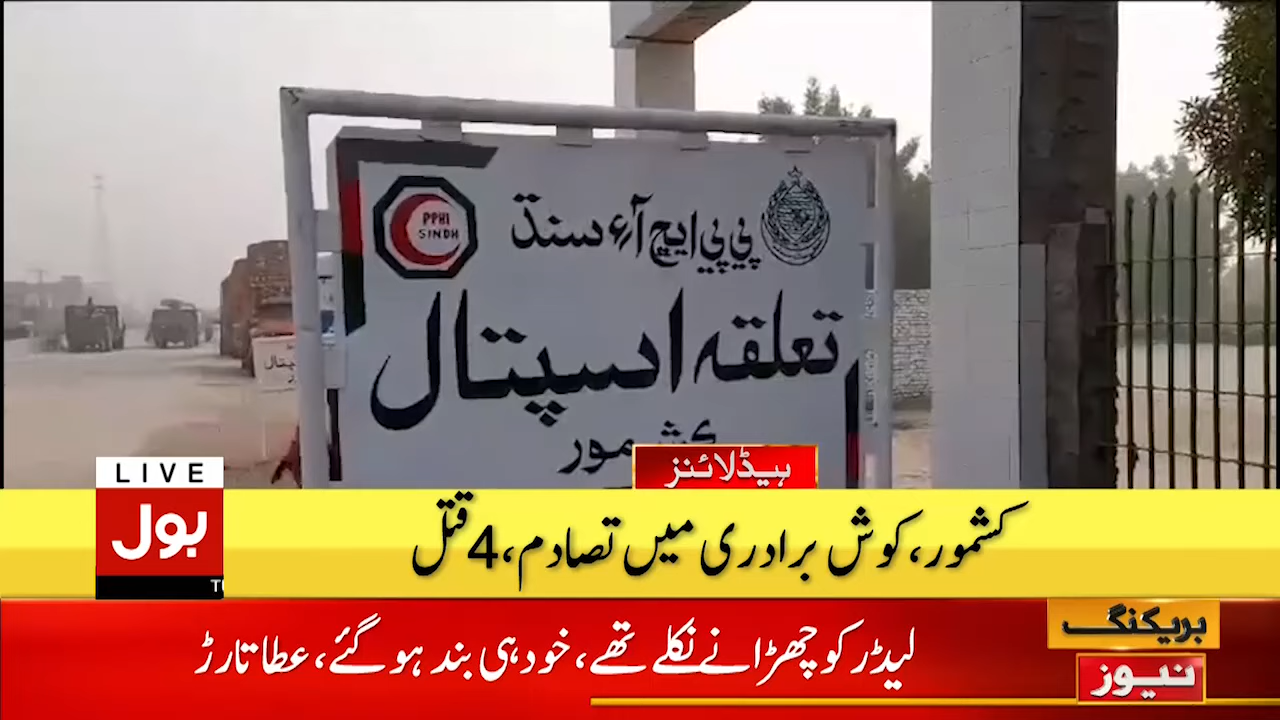 PPHI
SINDH
پی پی ایچ آئی سندھ
تعلقہ اسپتال
کشمور
اسپتال
ہیڈلائنز
LIVE
بول
کشمور، کوش برادری میں تصادم، 4 قتل
بریکنگ
نیوز
لیڈر کو چھڑانے نکلے تھے، خود ہی بند ہو گئے، عطا تارڑ